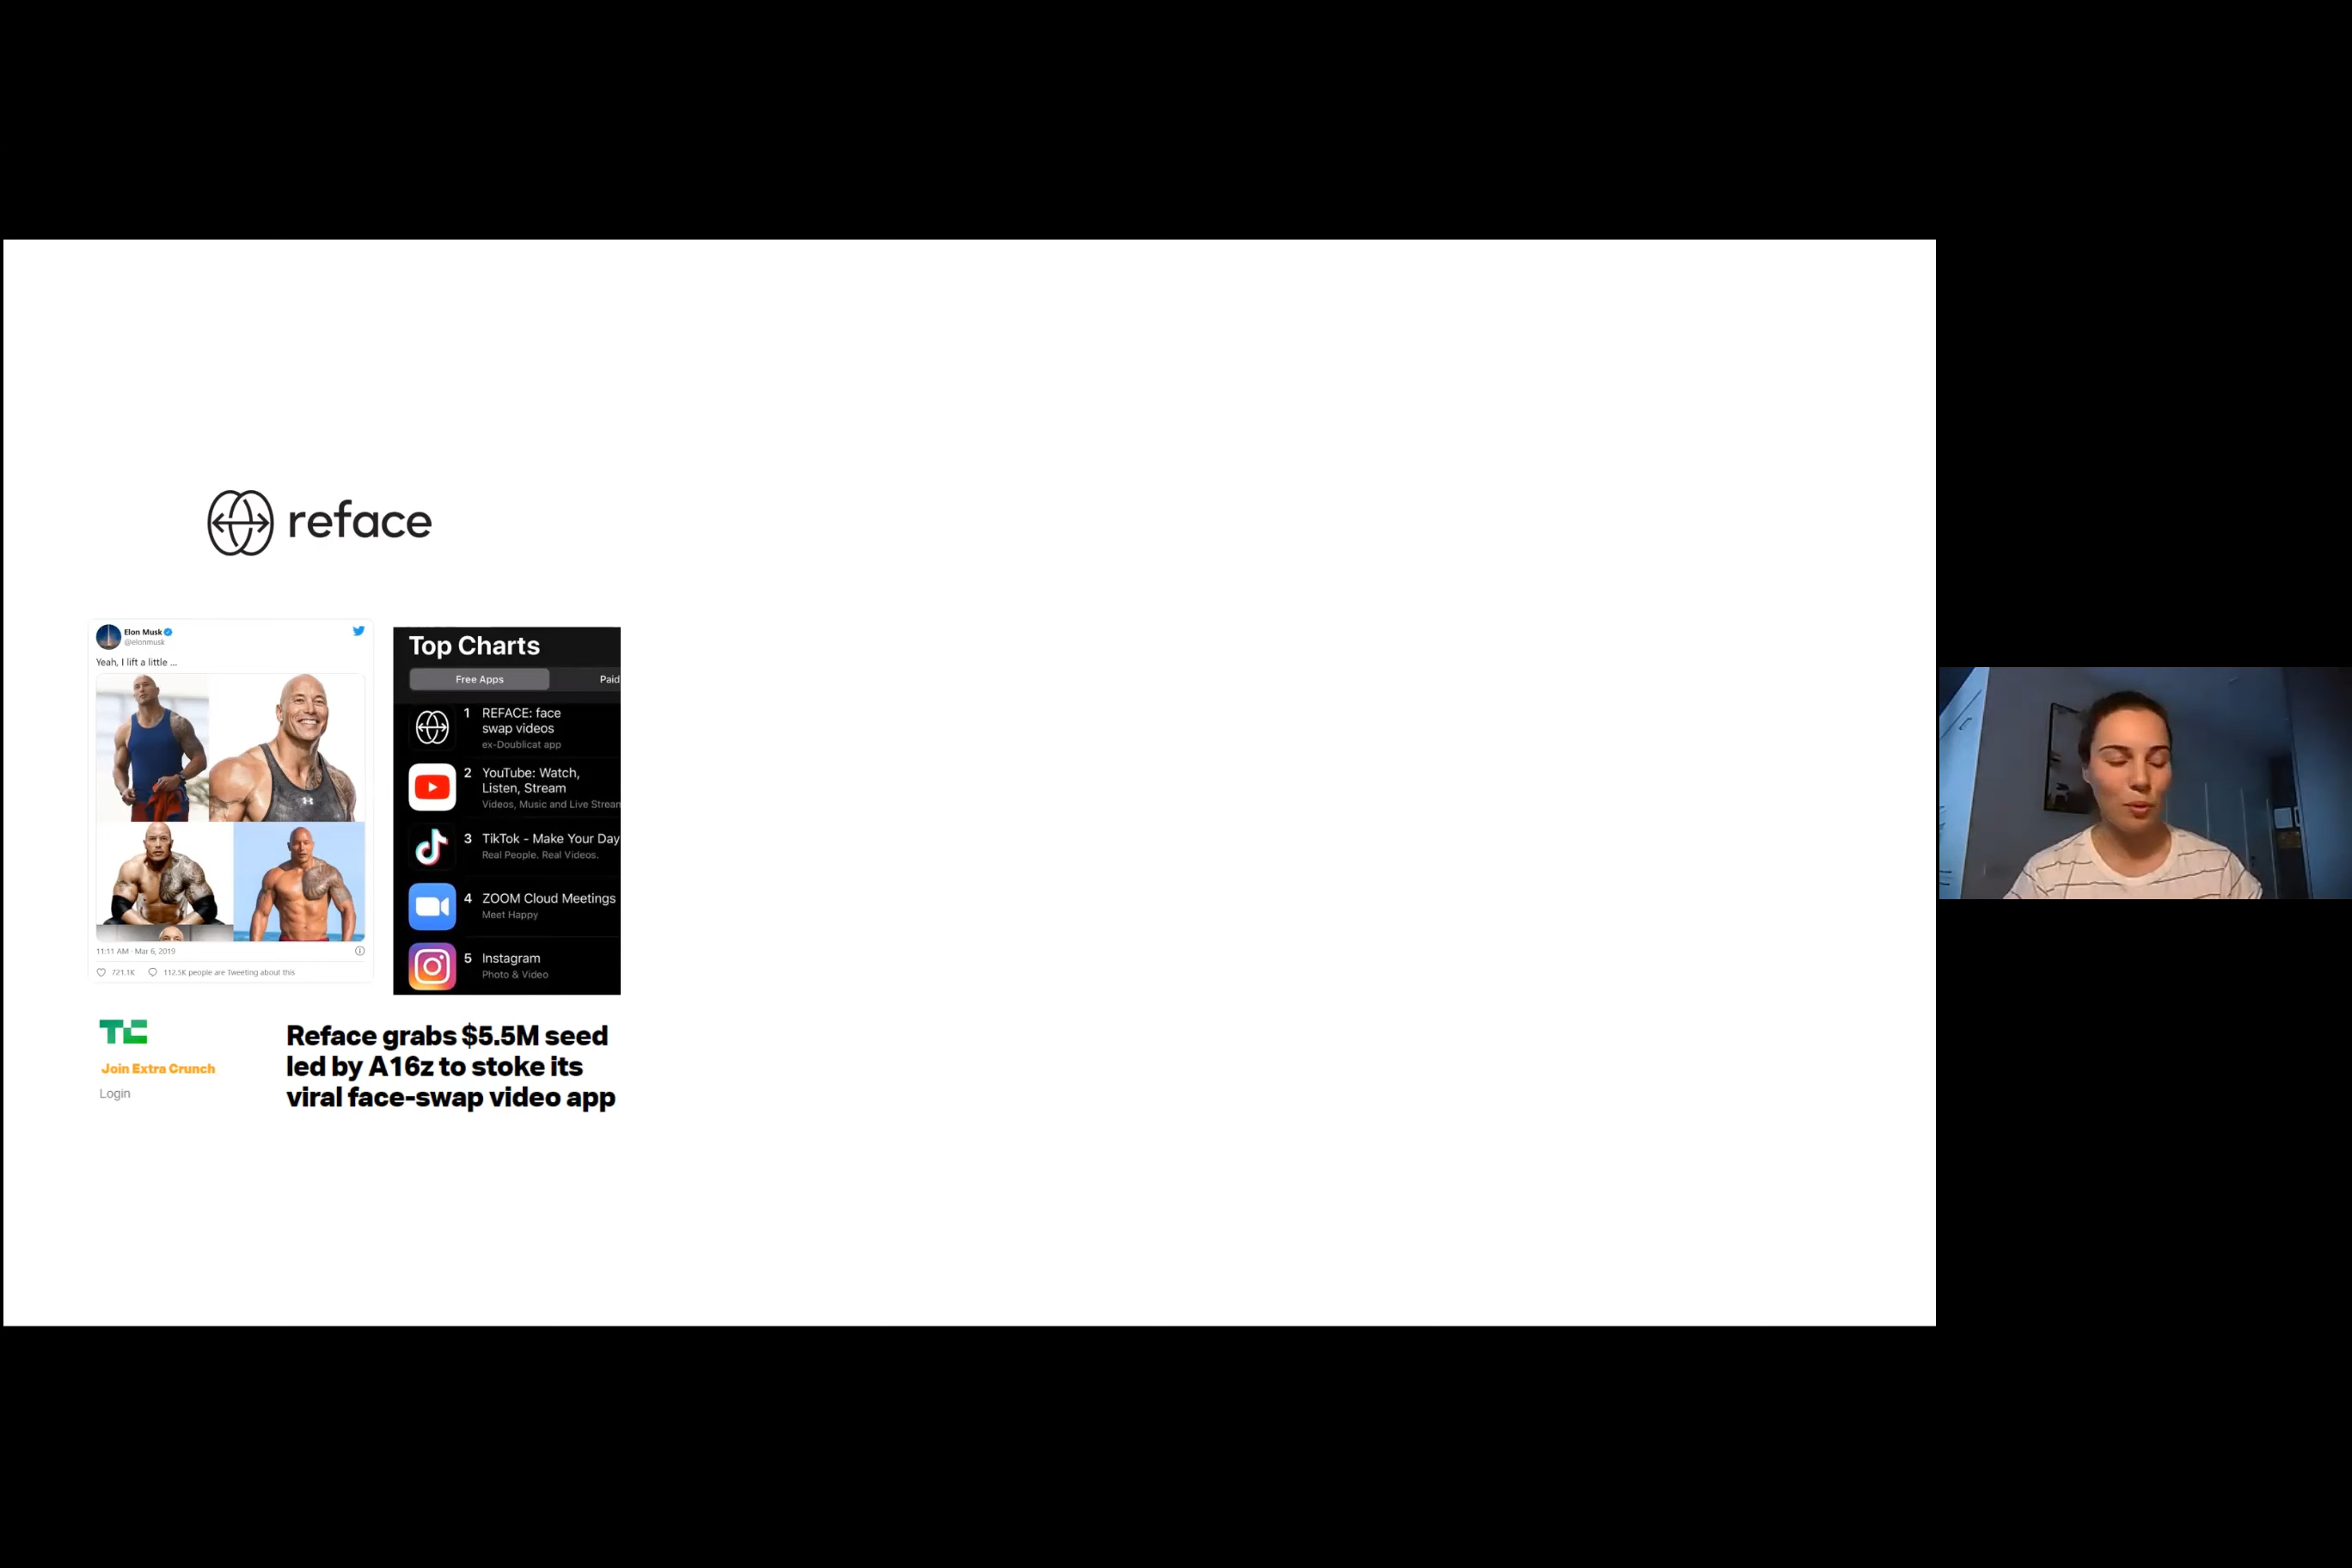 reface
Elon Musk
@elonmusk
Yeah, I lift a little ...
11:11 AM · Mar 6, 2019
721.1K 112.5K people are Tweeting about this
Top Charts
Free Apps Paid
1 REFACE: face
swap videos
ex-Doublicat app
2 YouTube: Watch,
Listen, Stream
Videos, Music and Live Stream
3 TikTok - Make Your Day
Real People. Real Videos.
4 ZOOM Cloud Meetings
Meet Happy
5 Instagram
Photo & Video
TC
Join Extra Crunch
Login
Reface grabs $5.5M seed
led by A16z to stoke its
viral face-swap video app